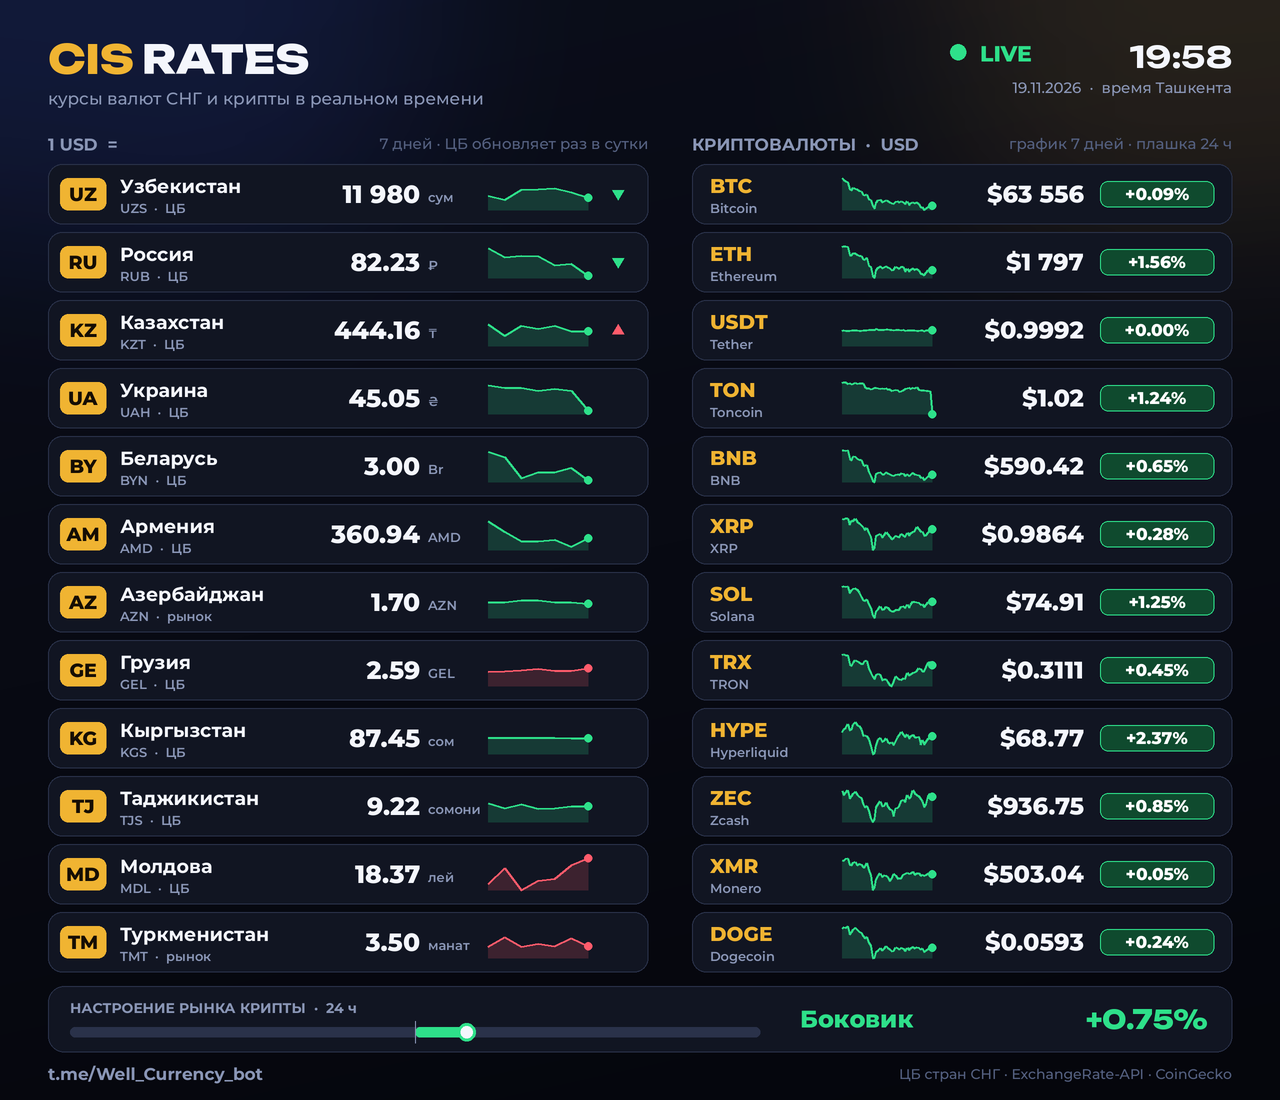 CIS RATES
курсы валют СНГ и крипты в реальном времени
LIVE 19:58
19.11.2026 · время Ташкента
1 USD =
7 дней · ЦБ обновляет раз в сутки
UZ Узбекистан 11 980 сум
UZS · ЦБ
RU Россия 82.23 ₽
RUB · ЦБ
KZ Казахстан 444.16 ₸
KZT · ЦБ
UA Украина 45.05 ₴
UAH · ЦБ
BY Беларусь 3.00 Br
BYN · ЦБ
AM Армения 360.94 AMD
AMD · ЦБ
AZ Азербайджан 1.70 AZN
AZN · рынок
GE Грузия 2.59 GEL
GEL · ЦБ
KG Кыргызстан 87.45 сом
KGS · ЦБ
TJ Таджикистан 9.22 сомони
TJS · ЦБ
MD Молдова 18.37 лей
MDL · ЦБ
TM Туркменистан 3.50 манат
TMT · рынок
КРИПТОВАЛЮТЫ · USD
график 7 дней · плашка 24 ч
BTC $63 556 +0.09%
Bitcoin
ETH $1 797 +1.56%
Ethereum
USDT $0.9992 +0.00%
Tether
TON $1.02 +1.24%
Toncoin
BNB $590.42 +0.65%
BNB
XRP $0.9864 +0.28%
XRP
SOL $74.91 +1.25%
Solana
TRX $0.3111 +0.45%
TRON
HYPE $68.77 +2.37%
Hyperliquid
ZEC $936.75 +0.85%
Zcash
XMR $503.04 +0.05%
Monero
DOGE $0.0593 +0.24%
Dogecoin
НАСТРОЕНИЕ РЫНКА КРИПТЫ · 24 ч
Боковик +0.75%
t.me/Well_Currency_bot
ЦБ стран СНГ · ExchangeRate-API · CoinGecko